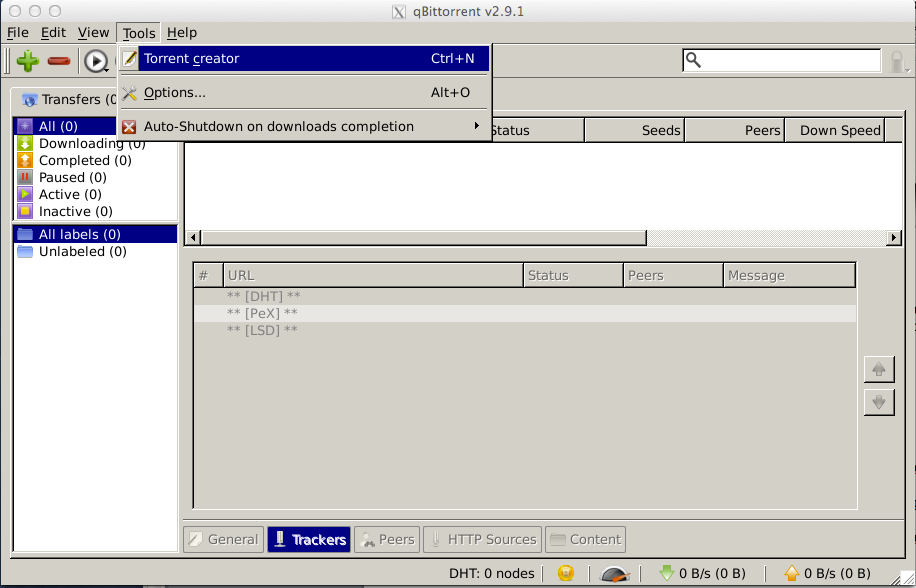 qBittorrent v2.9.1
File Edit View Tools Help
Torrent creator Ctrl+N
Options... Alt+O
Auto-Shutdown on downloads completion
Transfers (0
All (0)
Downloading (0)
Completed (0)
Paused (0)
Active (0)
Inactive (0)
All labels (0)
Unlabeled (0)
Status Seeds Peers Down Speed
# URL Status Peers Message
** [DHT] **
** [PeX] **
** [LSD] **
General Trackers Peers HTTP Sources Content
DHT: 0 nodes 0 B/s (0 B) 0 B/s (0 B)